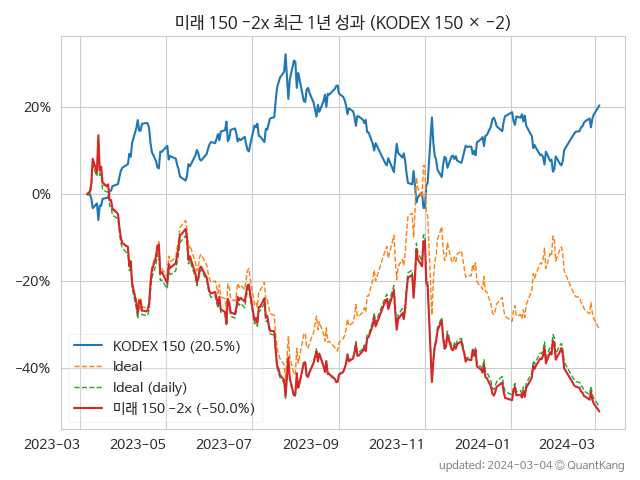 미래 150 −2x 최근 1년 성과 (KODEX 150 × −2)
20%
0%
−20%
−40%
KODEX 150 (20.5%)
Ideal
Ideal (daily)
미래 150 −2x (−50.0%)
2023−03 2023−05 2023−07 2023−09 2023−11 2024−01 2024−03
updated: 2024−03−04 © QuantKang